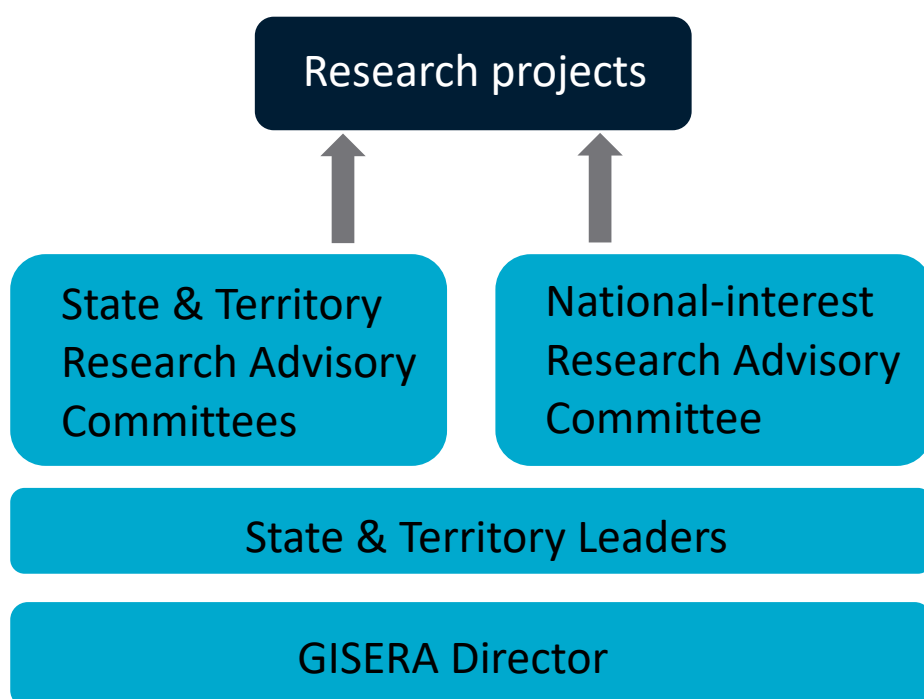 Research projects
State & Territory
Research Advisory
Committees
National-interest
Research Advisory
Committee
State & Territory Leaders
GISERA Director